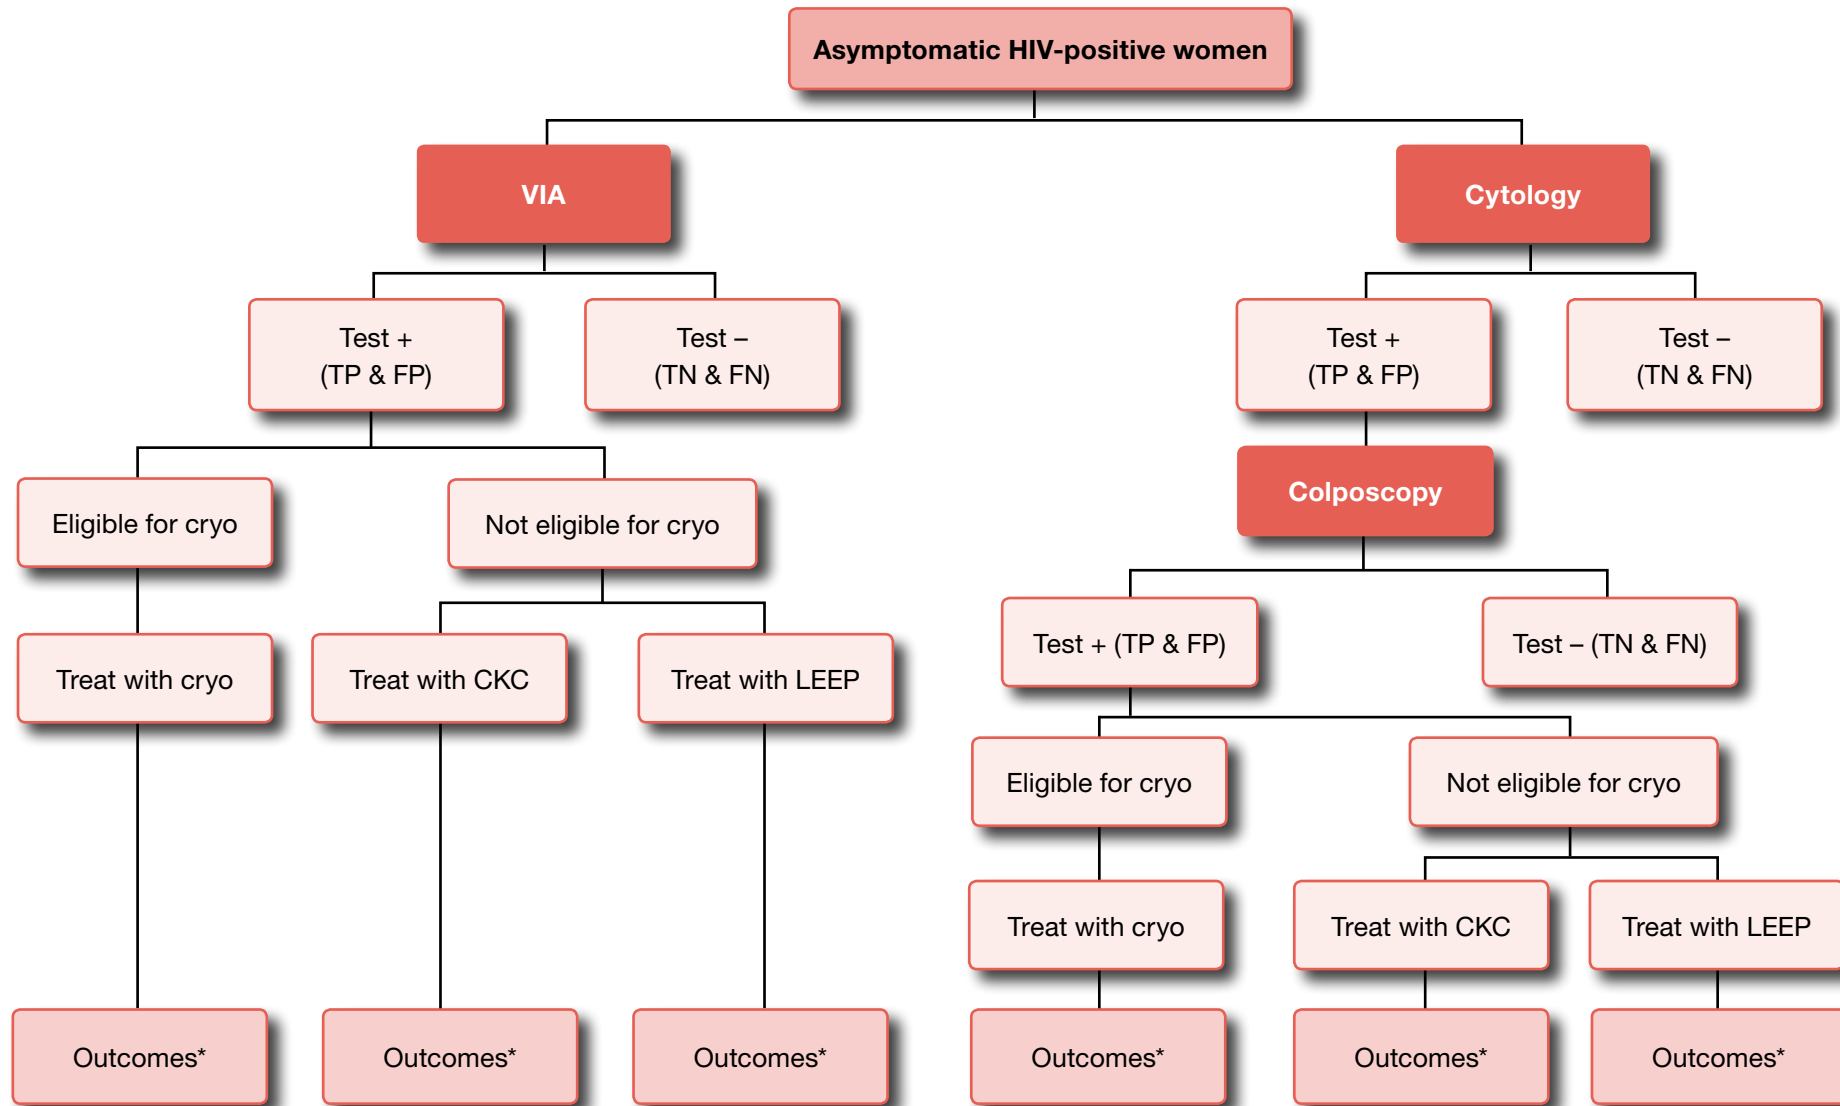 Asymptomatic HIV-positive women
VIA
Cytology
Test +
(TP & FP)
Test –
(TN & FN)
Test +
(TP & FP)
Test –
(TN & FN)
Colposcopy
Eligible for cryo
Not eligible for cryo
Test + (TP & FP)
Test – (TN & FN)
Treat with cryo
Treat with CKC
Treat with LEEP
Eligible for cryo
Not eligible for cryo
Treat with cryo
Treat with CKC
Treat with LEEP
Outcomes*
Outcomes*
Outcomes*
Outcomes*
Outcomes*
Outcomes*